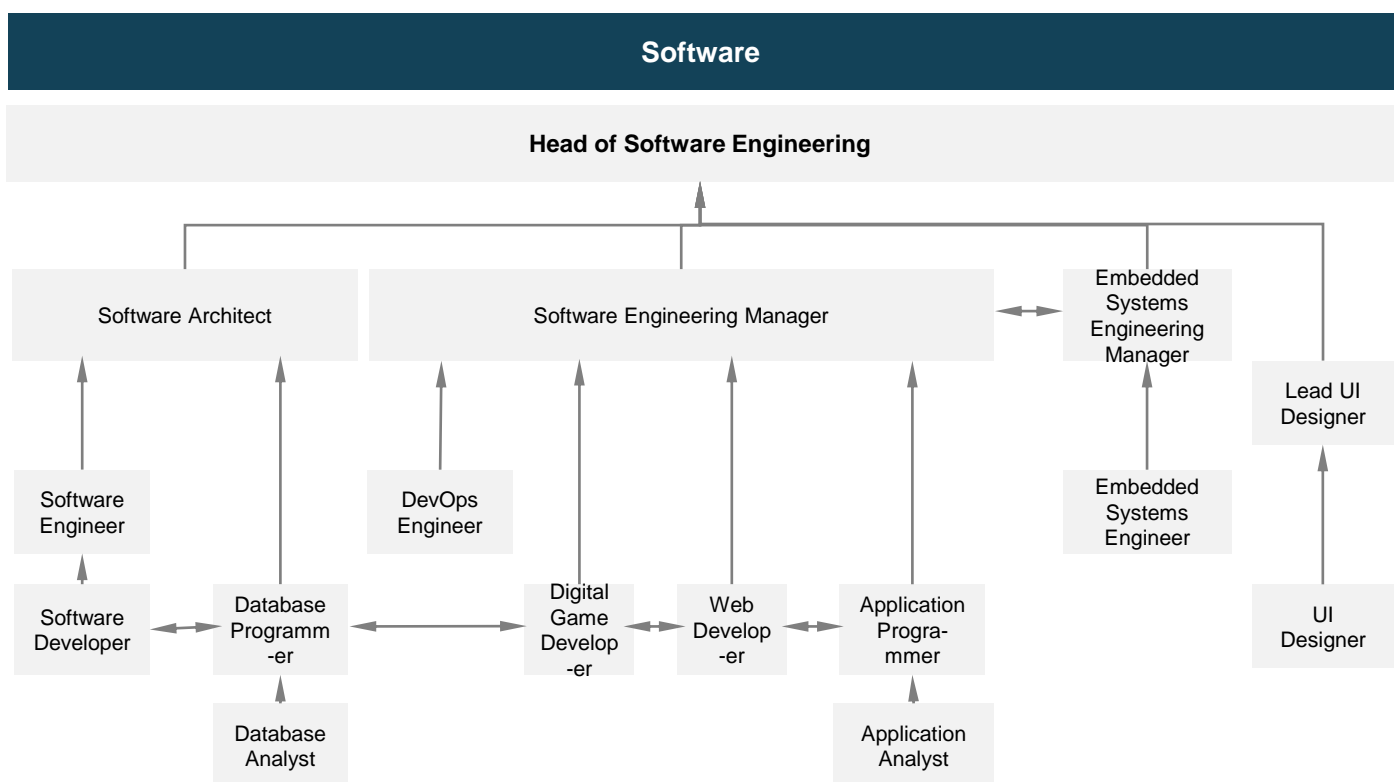 Software
Head of Software Engineering
Software Architect
Software Engineering Manager
Embedded
Systems
Engineering
Manager
Lead UI
Designer
Software
Engineer
DevOps
Engineer
Embedded
Systems
Engineer
Software
Developer
Database
Programm
-er
Digital
Game
Develop
-er
Web
Develop
-er
Application
Progra-
mmer
UI
Designer
Database
Analyst
Application
Analyst